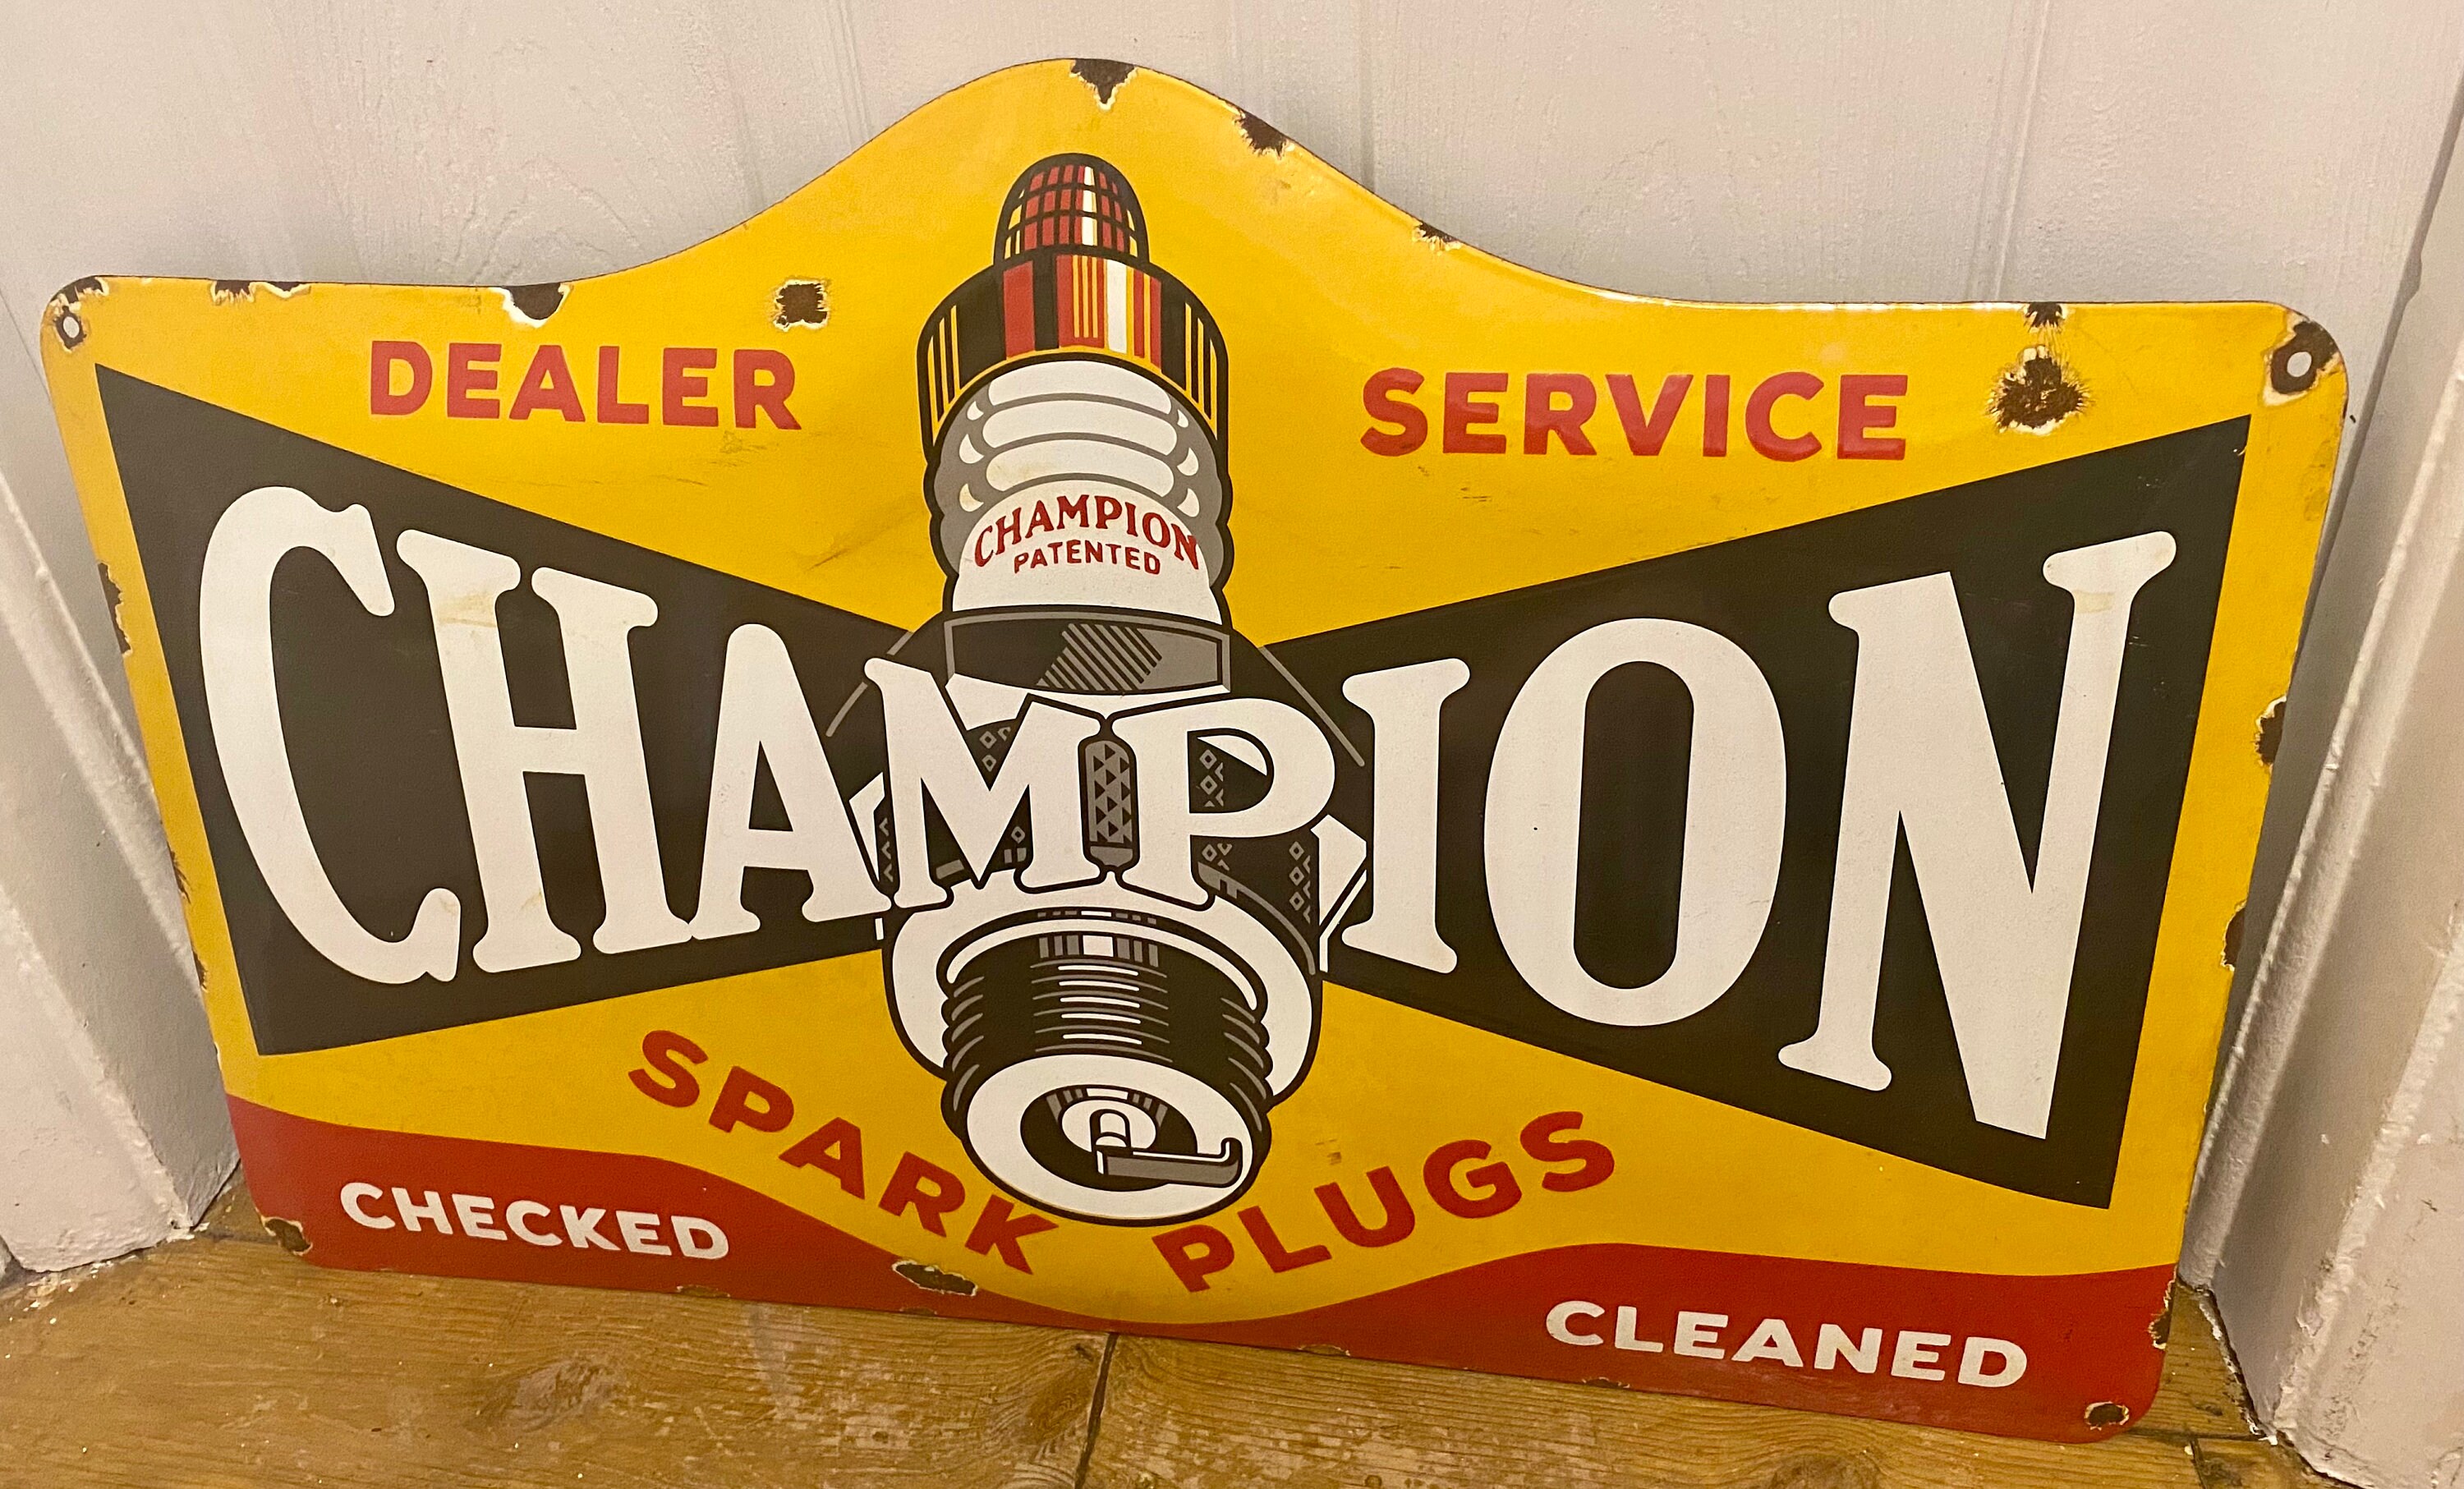 DEALER SERVICE
CHAMPION
PATENTED
CHAMPION
SPARK PLUGS
CHECKED CLEANED